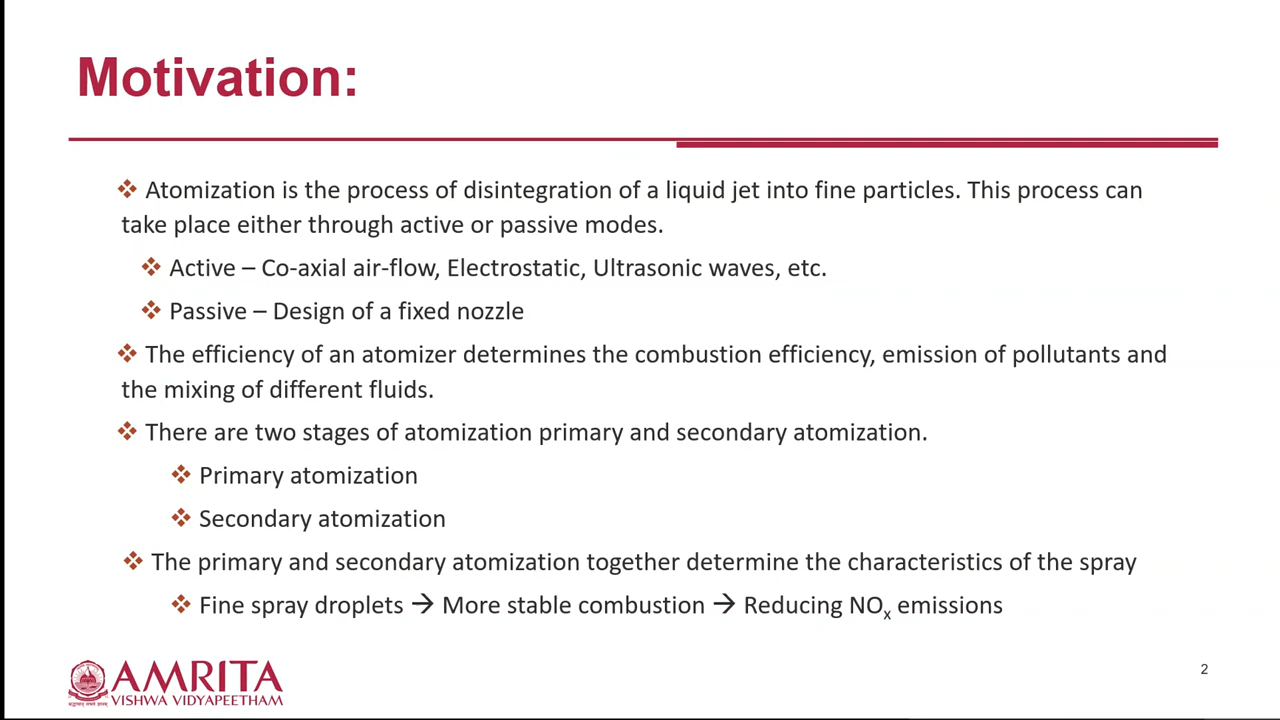 Motivation:
❖ Atomization is the process of disintegration of a liquid jet into fine particles. This process can
take place either through active or passive modes.
❖ Active – Co-axial air-flow, Electrostatic, Ultrasonic waves, etc.
❖ Passive – Design of a fixed nozzle
❖ The efficiency of an atomizer determines the combustion efficiency, emission of pollutants and
the mixing of different fluids.
❖ There are two stages of atomization primary and secondary atomization.
❖ Primary atomization
❖ Secondary atomization
❖ The primary and secondary atomization together determine the characteristics of the spray
❖ Fine spray droplets → More stable combustion → Reducing NOx emissions
AMRITA
VISHWA VIDYAPEETHAM
2